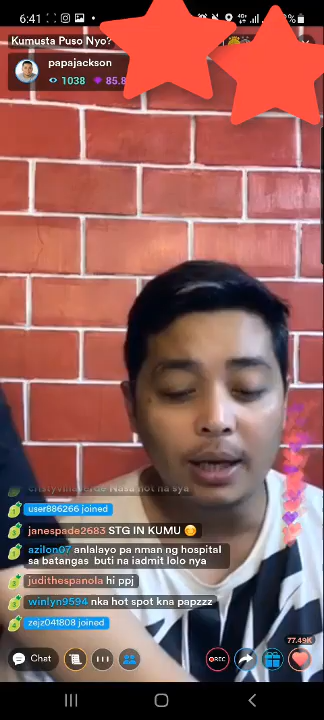 6:41
Kumusta Puso Nyo?
papajackson
1038 85.8
user886266 joined
janespade2683 STG IN KUMU
azilon07 anlalayo pa nman ng hospital
sa batangas buti na iadmit lolo nya
judithespanola hi ppj
winlyn9594 nka hot spot kna papzzz
zejz041808 joined
77.49K
Chat
REC